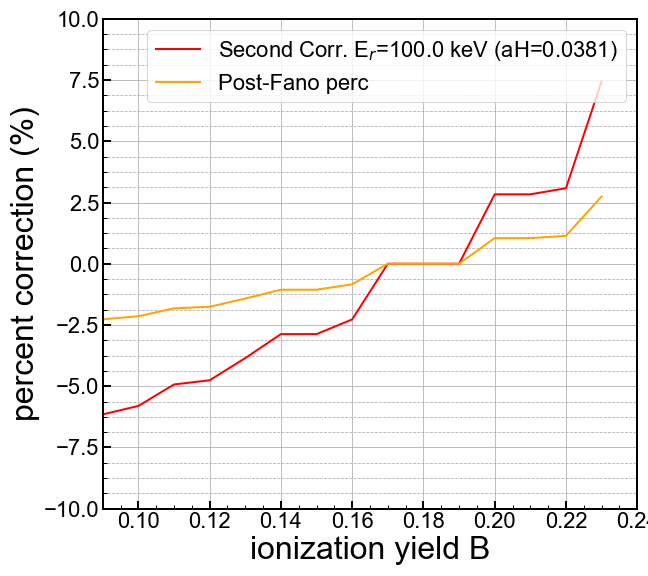 Second Corr. Er=100.0 keV (aH=0.0381)
Post-Fano perc
percent correction (%)
10.0
7.5
5.0
2.5
0.0
−2.5
−5.0
−7.5
−10.0
0.10 0.12 0.14 0.16 0.18 0.20 0.22 0.24
ionization yield B